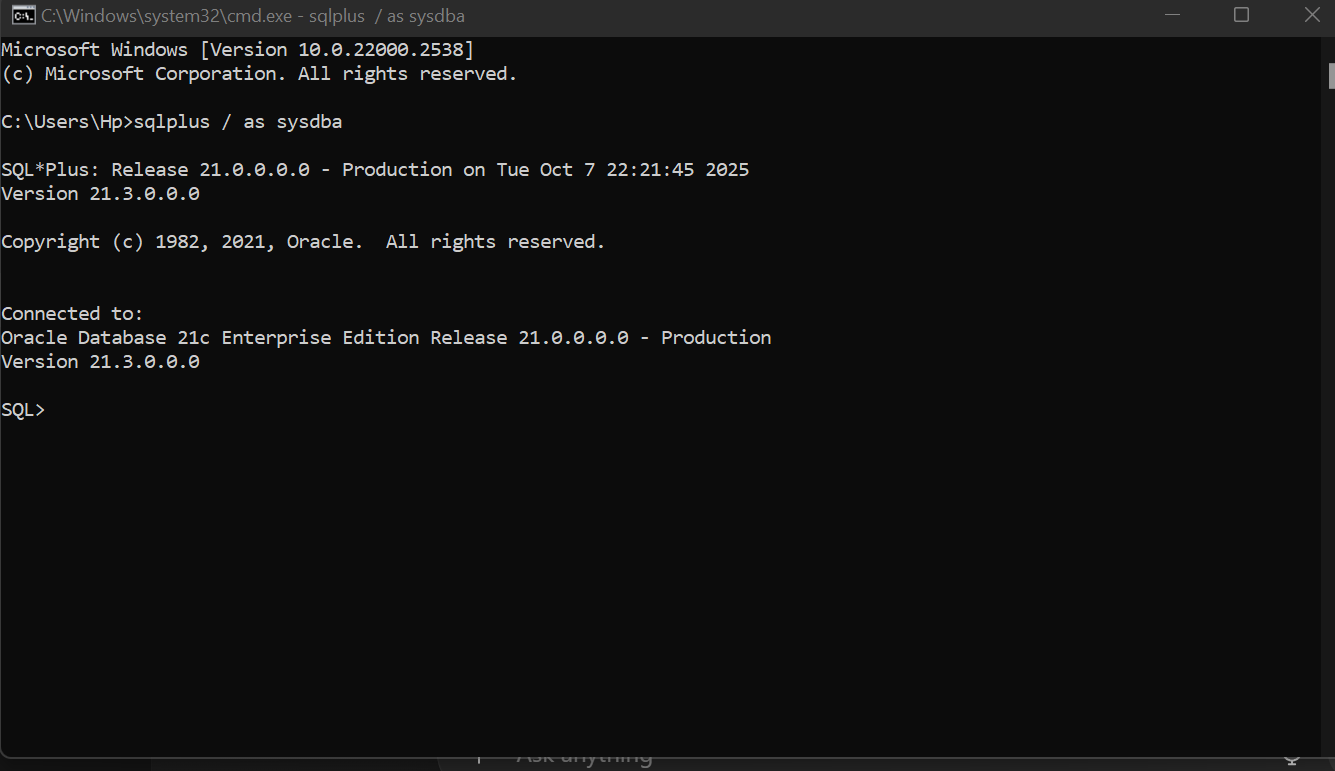 C:\Windows\system32\cmd.exe - sqlplus  / as sysdba
Microsoft Windows [Version 10.0.22000.2538]
(c) Microsoft Corporation. All rights reserved.
C:\Users\Hp>sqlplus / as sysdba
SQL*Plus: Release 21.0.0.0.0 - Production on Tue Oct 7 22:21:45 2025
Version 21.3.0.0.0
Copyright (c) 1982, 2021, Oracle.  All rights reserved.
Connected to:
Oracle Database 21c Enterprise Edition Release 21.0.0.0.0 - Production
Version 21.3.0.0.0
SQL>
Ask anything